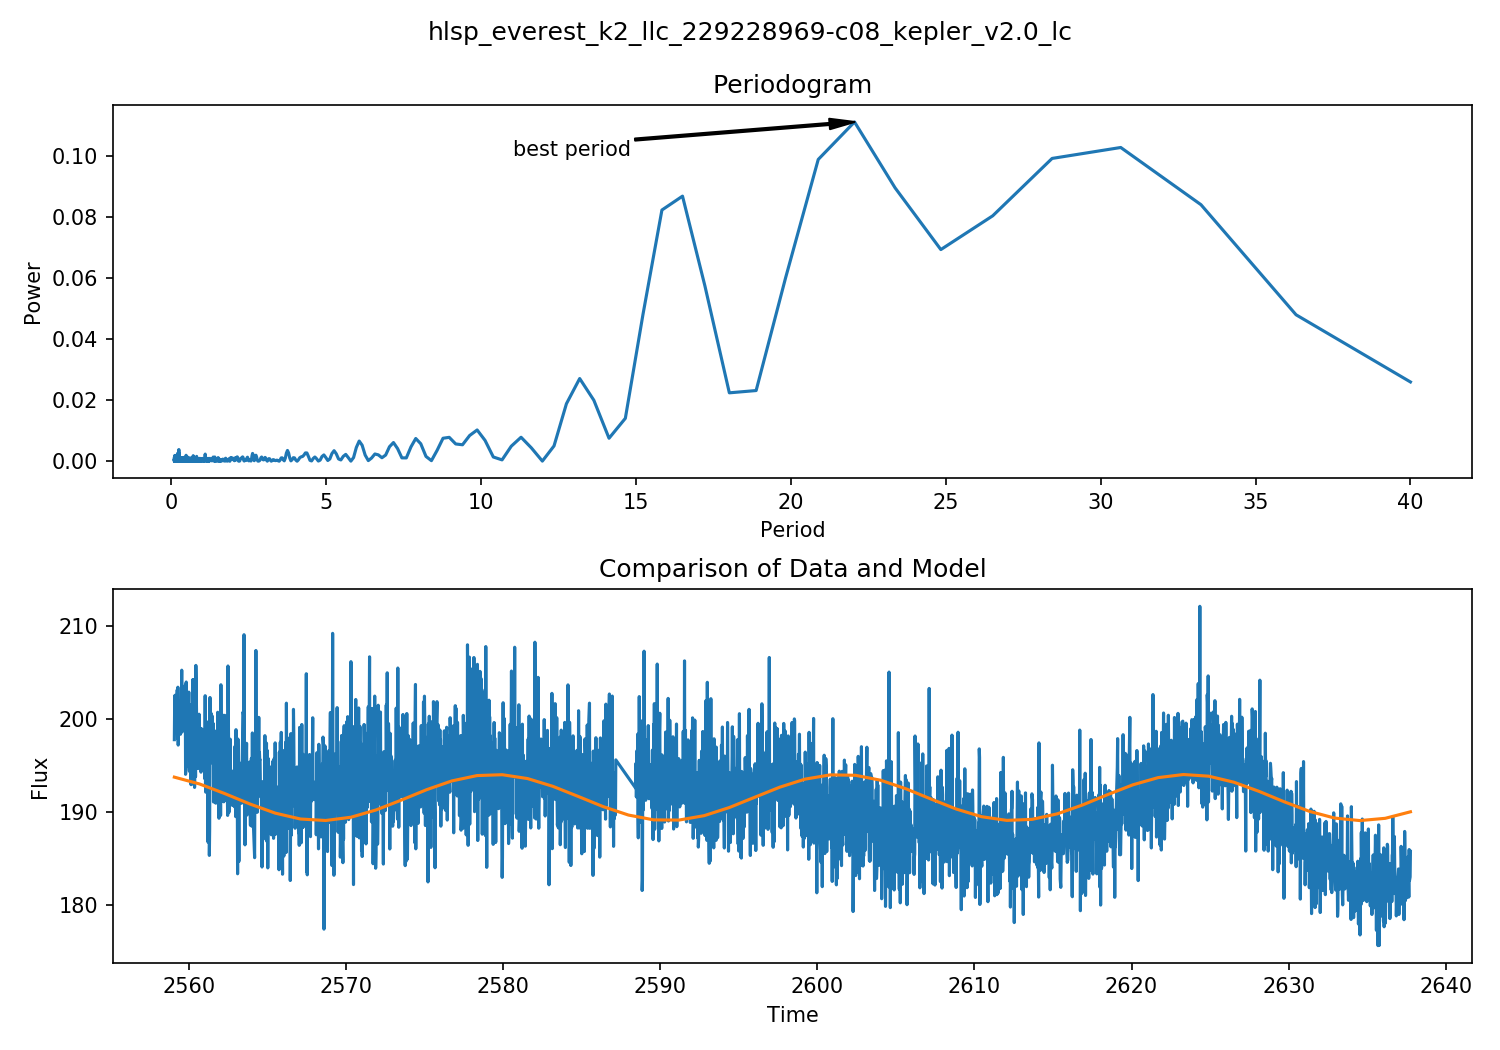 hlsp_everest_k2_llc_229228969-c08_kepler_v2.0_lc
Periodogram
best period
Power
0.10
0.08
0.06
0.04
0.02
0.00
0 5 10 15 20 25 30 35 40
Period
Comparison of Data and Model
Flux
210
200
190
180
2560 2570 2580 2590 2600 2610 2620 2630 2640
Time